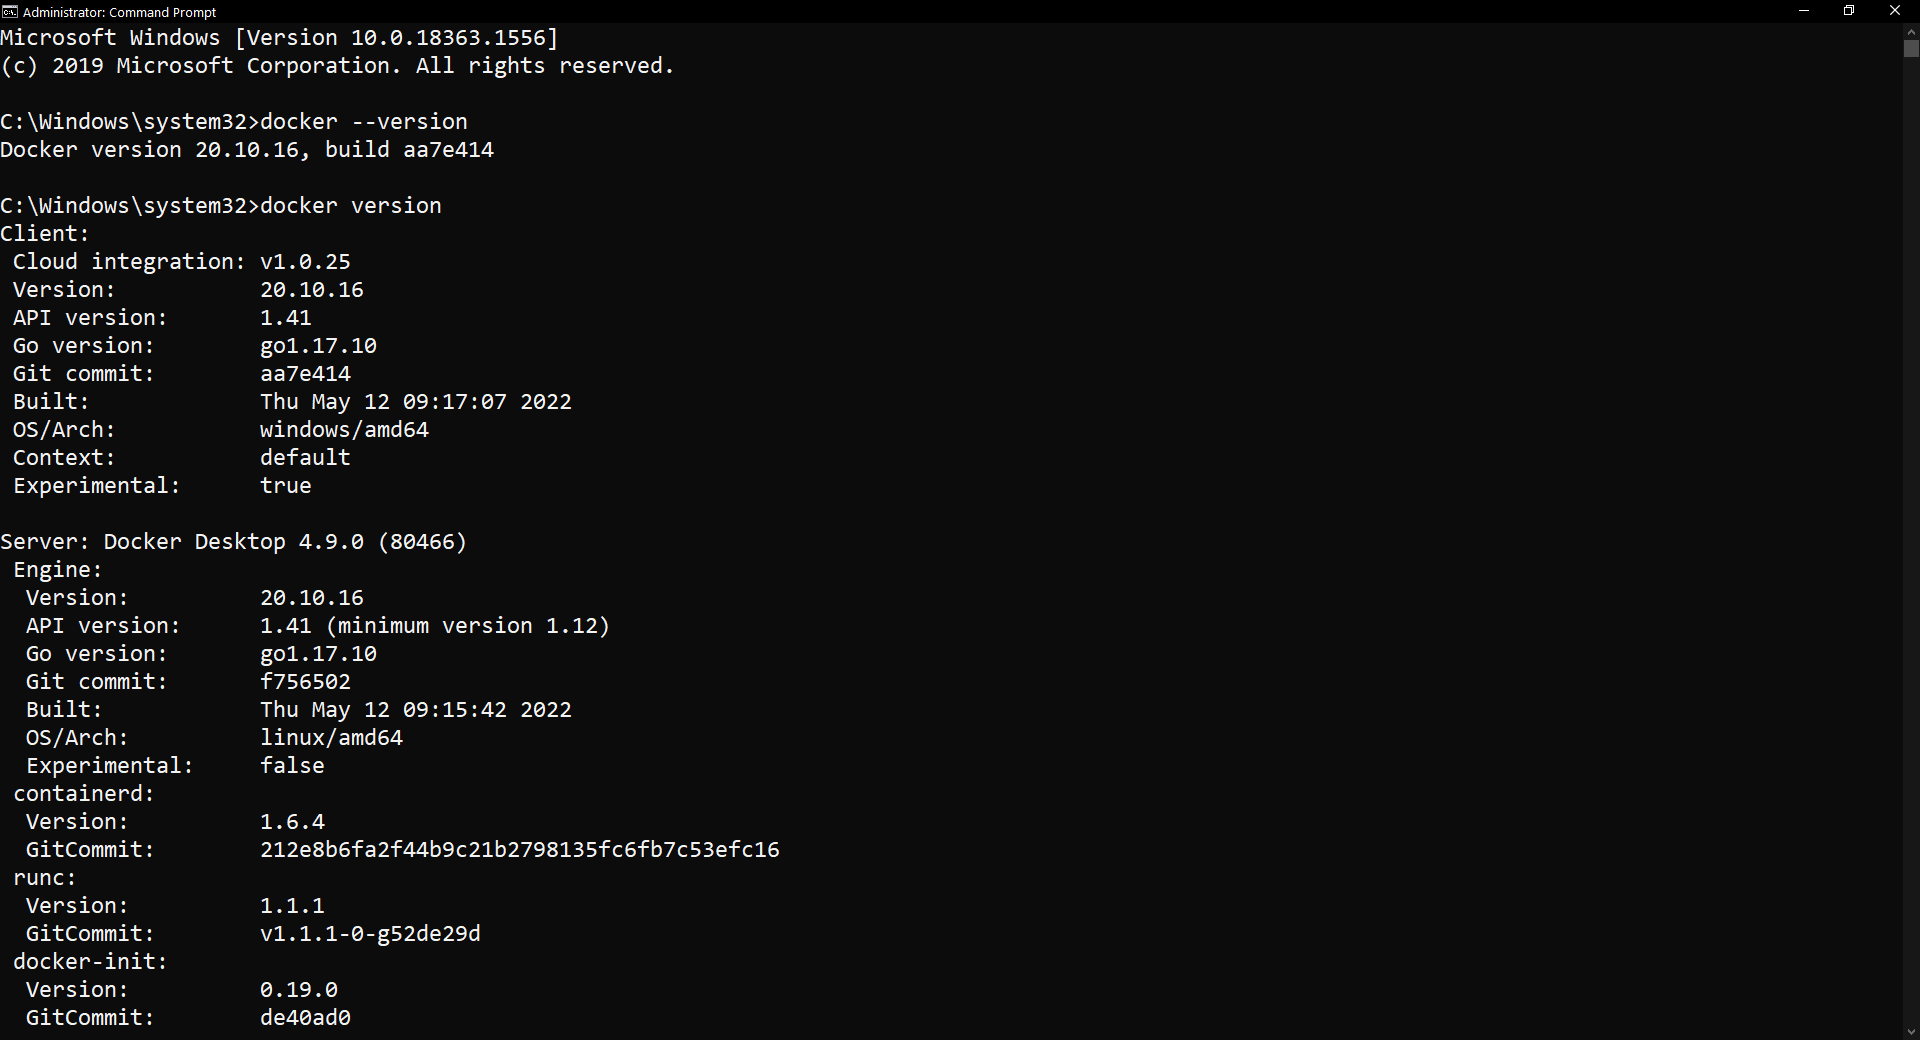 Administrator: Command Prompt
Microsoft Windows [Version 10.0.18363.1556]
(c) 2019 Microsoft Corporation. All rights reserved.

C:\Windows\system32>docker --version
Docker version 20.10.16, build aa7e414

C:\Windows\system32>docker version
Client:
 Cloud integration: v1.0.25
 Version:           20.10.16
 API version:       1.41
 Go version:        go1.17.10
 Git commit:        aa7e414
 Built:             Thu May 12 09:17:07 2022
 OS/Arch:           windows/amd64
 Context:           default
 Experimental:      true

Server: Docker Desktop 4.9.0 (80466)
 Engine:
  Version:          20.10.16
  API version:      1.41 (minimum version 1.12)
  Go version:       go1.17.10
  Git commit:       f756502
  Built:            Thu May 12 09:15:42 2022
  OS/Arch:          linux/amd64
  Experimental:     false
 containerd:
  Version:          1.6.4
  GitCommit:        212e8b6fa2f44b9c21b2798135fc6fb7c53efc16
 runc:
  Version:          1.1.1
  GitCommit:        v1.1.1-0-g52de29d
 docker-init:
  Version:          0.19.0
  GitCommit:        de40ad0